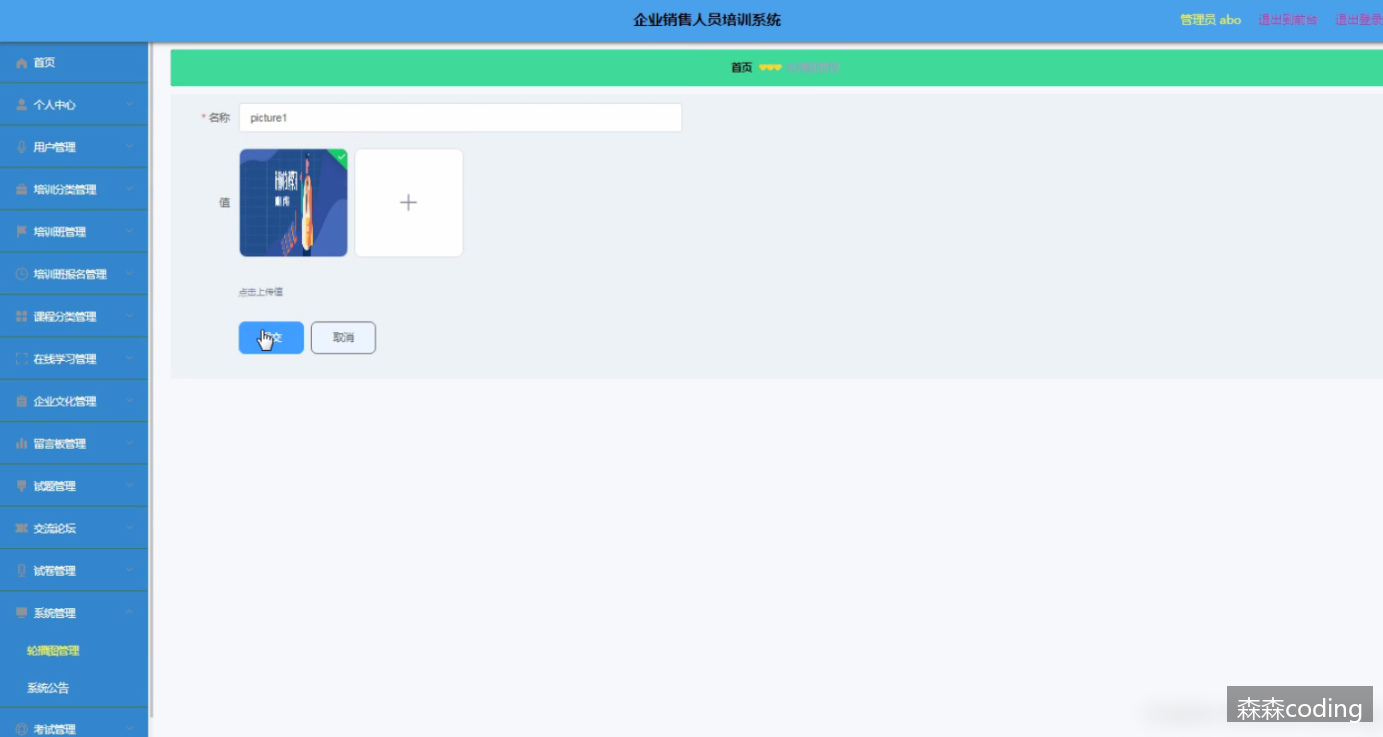 企业销售人员培训系统
管理员 abo
退出到前台
退出登录
首页
个人中心
用户管理
培训分类管理
培训班管理
培训班报名管理
课程分类管理
在线学习管理
企业文化管理
留言板管理
试题管理
交流论坛
试卷管理
系统管理
轮播图管理
系统公告
考试管理
首页
轮播图管理
* 名称
picture1
值
点击上传值
交
取消
森森coding